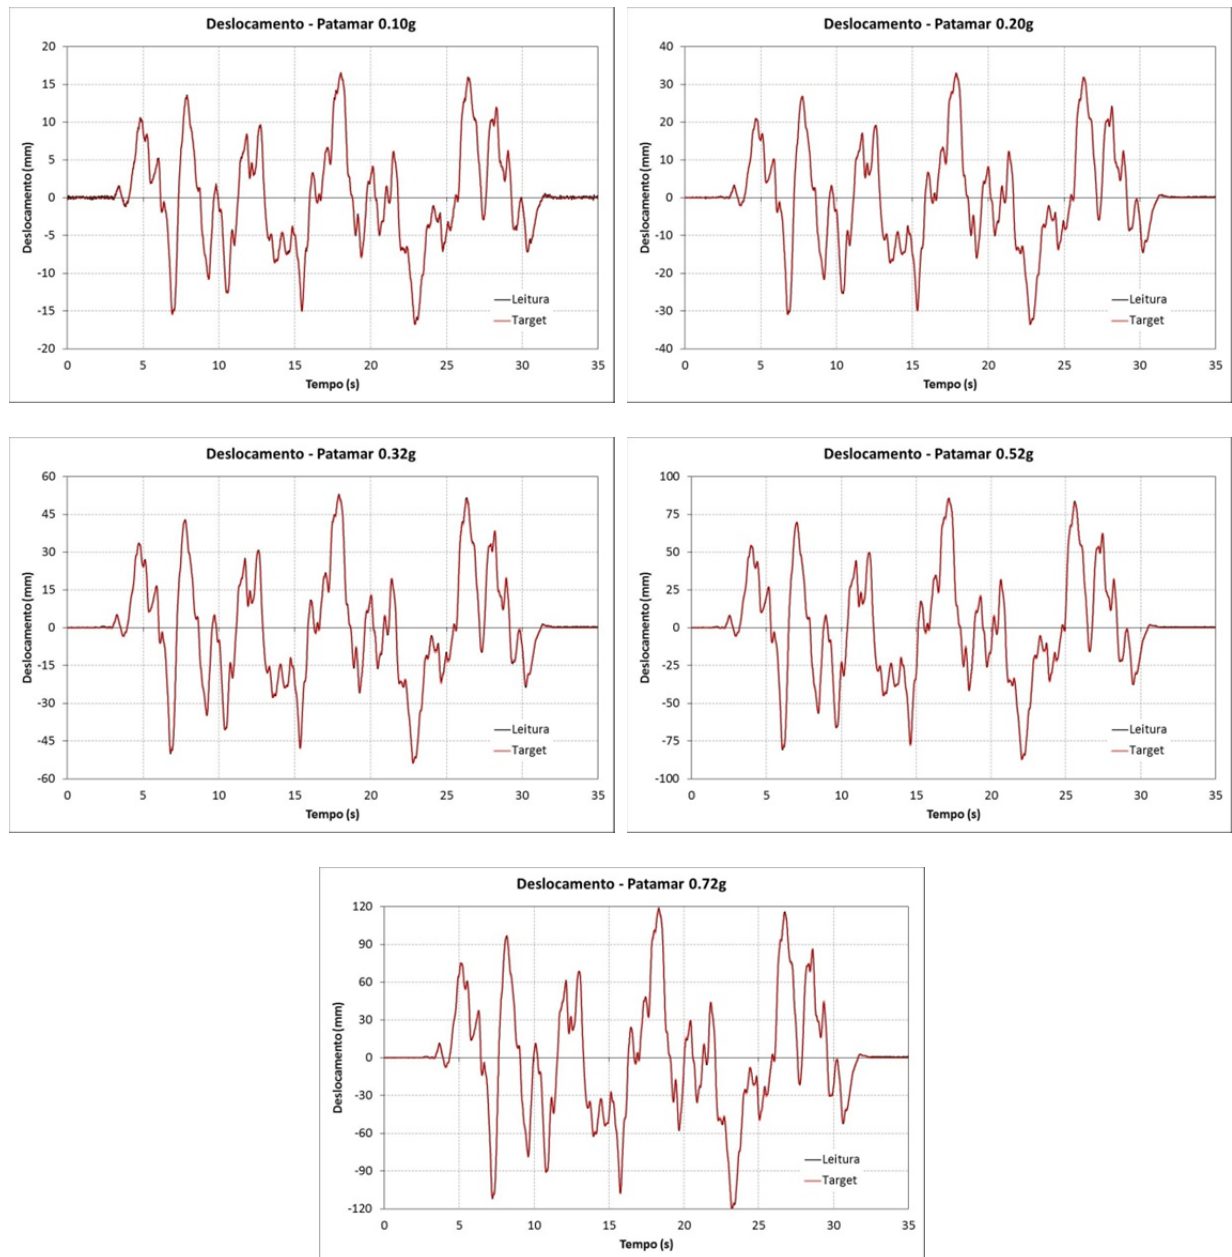 Deslocamento - Patamar 0.10g
Deslocamento (mm)
20
15
10
5
0
-5
-10
-15
-20
Leitura
Target
0 5 10 15 20 25 30 35
Tempo (s)
Deslocamento - Patamar 0.20g
Deslocamento (mm)
40
30
20
10
0
-10
-20
-30
-40
Leitura
Target
0 5 10 15 20 25 30 35
Tempo (s)
Deslocamento - Patamar 0.32g
Deslocamento (mm)
60
45
30
15
0
-15
-30
-45
-60
Leitura
Target
0 5 10 15 20 25 30 35
Tempo (s)
Deslocamento - Patamar 0.52g
Deslocamento (mm)
100
75
50
25
0
-25
-50
-75
-100
Leitura
Target
0 5 10 15 20 25 30 35
Tempo (s)
Deslocamento - Patamar 0.72g
Deslocamento (mm)
120
90
60
30
0
-30
-60
-90
-120
Leitura
Target
0 5 10 15 20 25 30 35
Tempo (s)